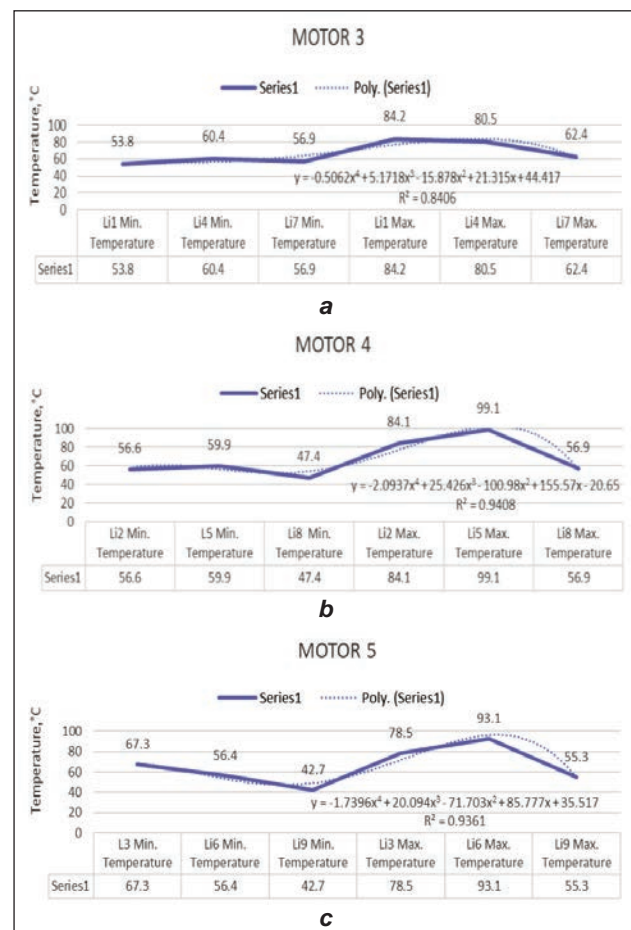 MOTOR 3
Series1 Poly. (Series1)
84.2 80.5
53.8 60.4 56.9 62.4
Temperature,°C
100
80
60
40
20
0
y = -0.5062x⁴ + 5.1718x³ - 15.878x² + 21.315x + 44.417
R² = 0.8406
Li1 Min. Li4 Min. Li7 Min. Li1 Max. Li4 Max. Li7 Max.
Temperature Temperature Temperature Temperature Temperature Temperature
Series1 53.8 60.4 56.9 84.2 80.5 62.4
a
MOTOR 4
Series1 Poly. (Series1)
99.1
84.1
56.6 59.9 47.4 56.9
Temperature,°C
100
80
60
40
20
0
y = -2.0937x⁴ + 25.426x³ - 100.98x² + 155.57x - 20.65
R² = 0.9408
Li2 Min. L5 Min. Li8 Min. Li2 Max. Li5 Max. Li8 Max.
Temperature Temperature Temperature Temperature Temperature Temperature
Series1 56.6 59.9 47.4 84.1 99.1 56.9
b
MOTOR 5
Series1 Poly. (Series1)
93.1
78.5
67.3 56.4 42.7 55.3
Temperature,°C
100
80
60
40
20
0
y = -1.7396x⁴ + 20.094x³ - 71.703x² + 85.777x + 35.517
R² = 0.9361
L3 Min. Li6 Min. Li9 Min. Li3 Max. Li6 Max. Li9 Max.
Temperature Temperature Temperature Temperature Temperature Temperature
Series1 67.3 56.4 42.7 78.5 93.1 55.3
c